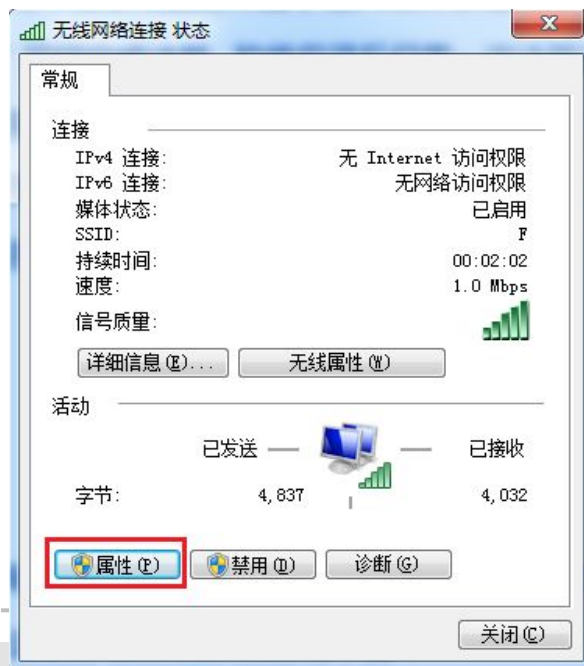 无线网络连接 状态
常规
连接
IPv4 连接: 无 Internet 访问权限
IPv6 连接: 无网络访问权限
媒体状态: 已启用
SSID: F
持续时间: 00:02:02
速度: 1.0 Mbps
信号质量:
详细信息(E)... 无线属性(W)
活动
已发送 — — 已接收
字节: 4,837 | 4,032
属性(P) 禁用(D) 诊断(G)
关闭(C)